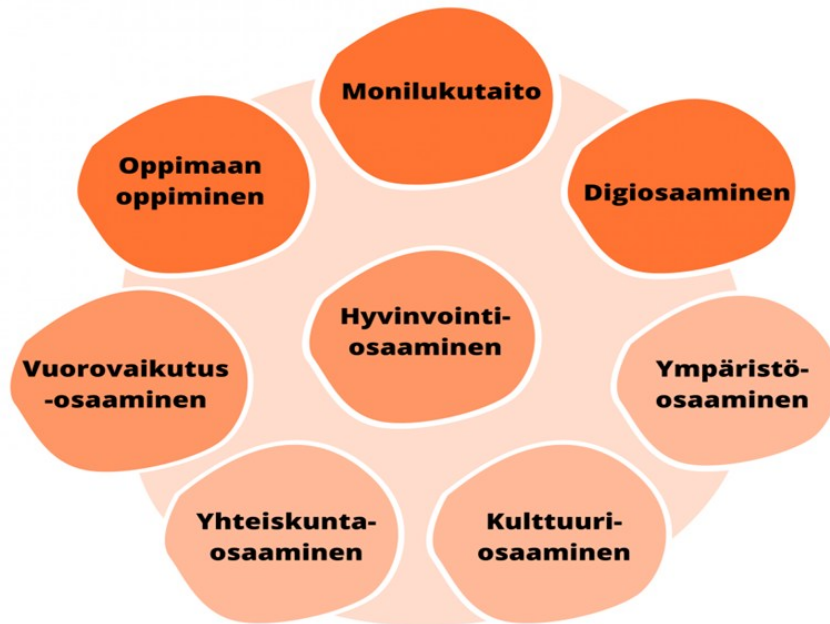 Monilukutaito
Oppimaan
oppiminen
Digiosaaminen
Hyvinvointi-
osaaminen
Vuorovaikutus
-osaaminen
Ympäristö-
osaaminen
Yhteiskunta-
osaaminen
Kulttuuri-
osaaminen